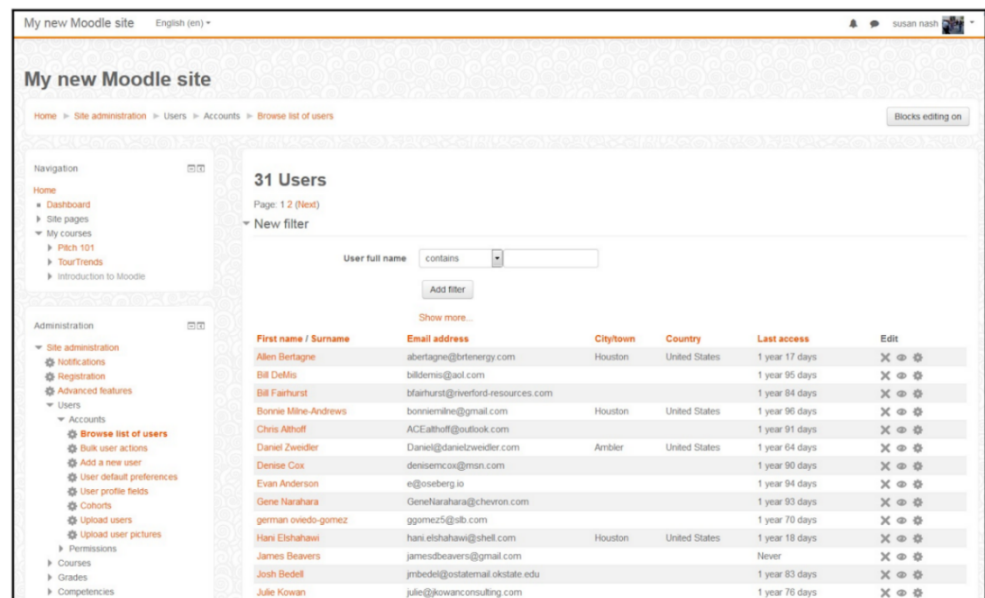 My new Moodle site English (en) susan nash
My new Moodle site
Home Site administration Users Accounts Browse list of users Blocks editing on
Navigation
Home
Dashboard
Site pages
My courses
Pitch 101
TourTrends
Introduction to Moodle
Administration
Site administration
Notifications
Registration
Advanced features
Users
Accounts
Browse list of users
Bulk user actions
Add a new user
User default preferences
User profile fields
Cohorts
Upload users
Upload user pictures
Permissions
Courses
Grades
Competencies
31 Users
Page: 1 2 (Next)
New filter
User full name contains
Add filter
Show more...
First name / Surname Email address City/town Country Last access Edit
Allen Bertagne abertagne@brtenergy.com Houston United States 1 year 17 days
Bill DeMis billdemis@aol.com 1 year 95 days
Bill Fairhurst bfairhurst@riverford-resources.com 1 year 84 days
Bonnie Milne-Andrews bonniemilne@gmail.com Houston United States 1 year 96 days
Chris Althoff ACEalthoff@outlook.com 1 year 91 days
Daniel Zweidler Daniel@danielzweidler.com Ambler United States 1 year 64 days
Denise Cox denisemcox@msn.com 1 year 90 days
Evan Anderson e@oseberg.io 1 year 94 days
Gene Narahara GeneNarahara@chevron.com 1 year 93 days
german oviedo-gomez ggomez5@slb.com 1 year 70 days
Hani Elshahawi hani.elshahawi@shell.com Houston United States 1 year 18 days
James Beavers jamesdbeavers@gmail.com Never
Josh Bedell jmbedel@ostatemail.okstate.edu 1 year 83 days
Julie Kowan julie@jkowanconsulting.com 1 year 76 days